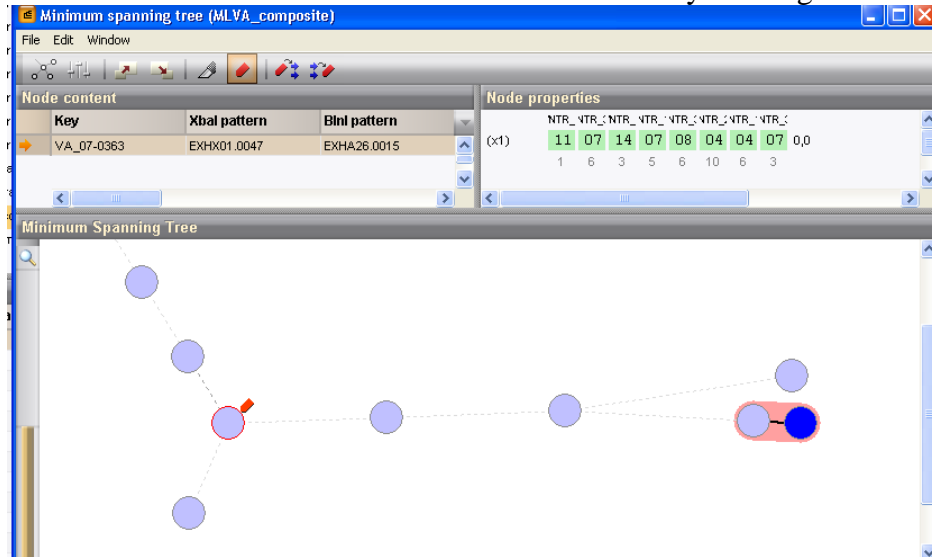 Minimum spanning tree (MLVA_composite)
File Edit Window
Node content
Key XbaI pattern BlnI pattern
VA_07-0363 EXHX01.0047 EXHA26.0015
Node properties
(x1) 11 07 14 07 08 04 04 07 0,0
1 6 3 5 6 10 6 3
Minimum Spanning Tree